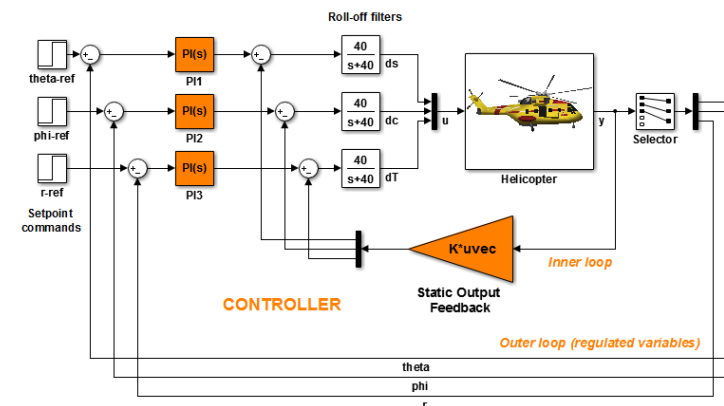 Roll-off filters
theta-ref
+
-
PI(s)
PI1
+
-
40
s+40
ds
phi-ref
+
-
PI(s)
PI2
+
-
40
s+40
dc
u
Helicopter
y
Selector
r-ref
+
-
PI(s)
PI3
+
-
40
s+40
dT
Setpoint
commands
K*uvec
Inner loop
Static Output
Feedback
CONTROLLER
Outer loop (regulated variables)
theta
phi
r